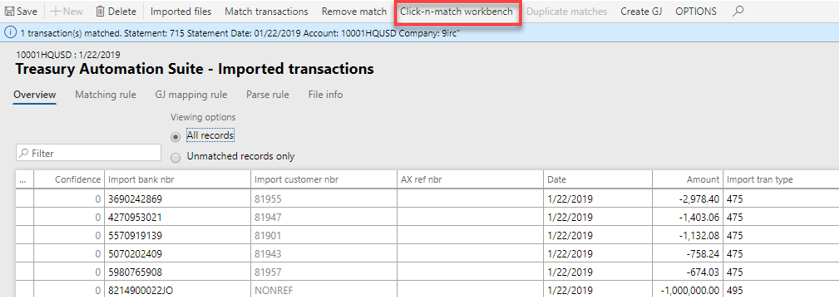 Save + New Delete Imported files Match transactions Remove match Click-n-match workbench Duplicate matches Create GJ OPTIONS
1 transaction(s) matched. Statement: 715 Statement Date: 01/22/2019 Account: 10001HQUSD Company: 9irc"
10001HQUSD : 1/22/2019
Treasury Automation Suite - Imported transactions
Overview Matching rule GJ mapping rule Parse rule File info
Viewing options
All records
Filter
Unmatched records only
... Confidence Import bank nbr Import customer nbr AX ref nbr Date Amount Import tran type
0 3690242869 81955 1/22/2019 -2,978.40 475
0 4270953021 81947 1/22/2019 -1,403.06 475
0 5570919139 81901 1/22/2019 -1,132.08 475
0 5070202409 81943 1/22/2019 -758.24 475
0 5980765908 81957 1/22/2019 -674.03 475
0 8214900022JO NONREF 1/22/2019 -1,000,000.00 495